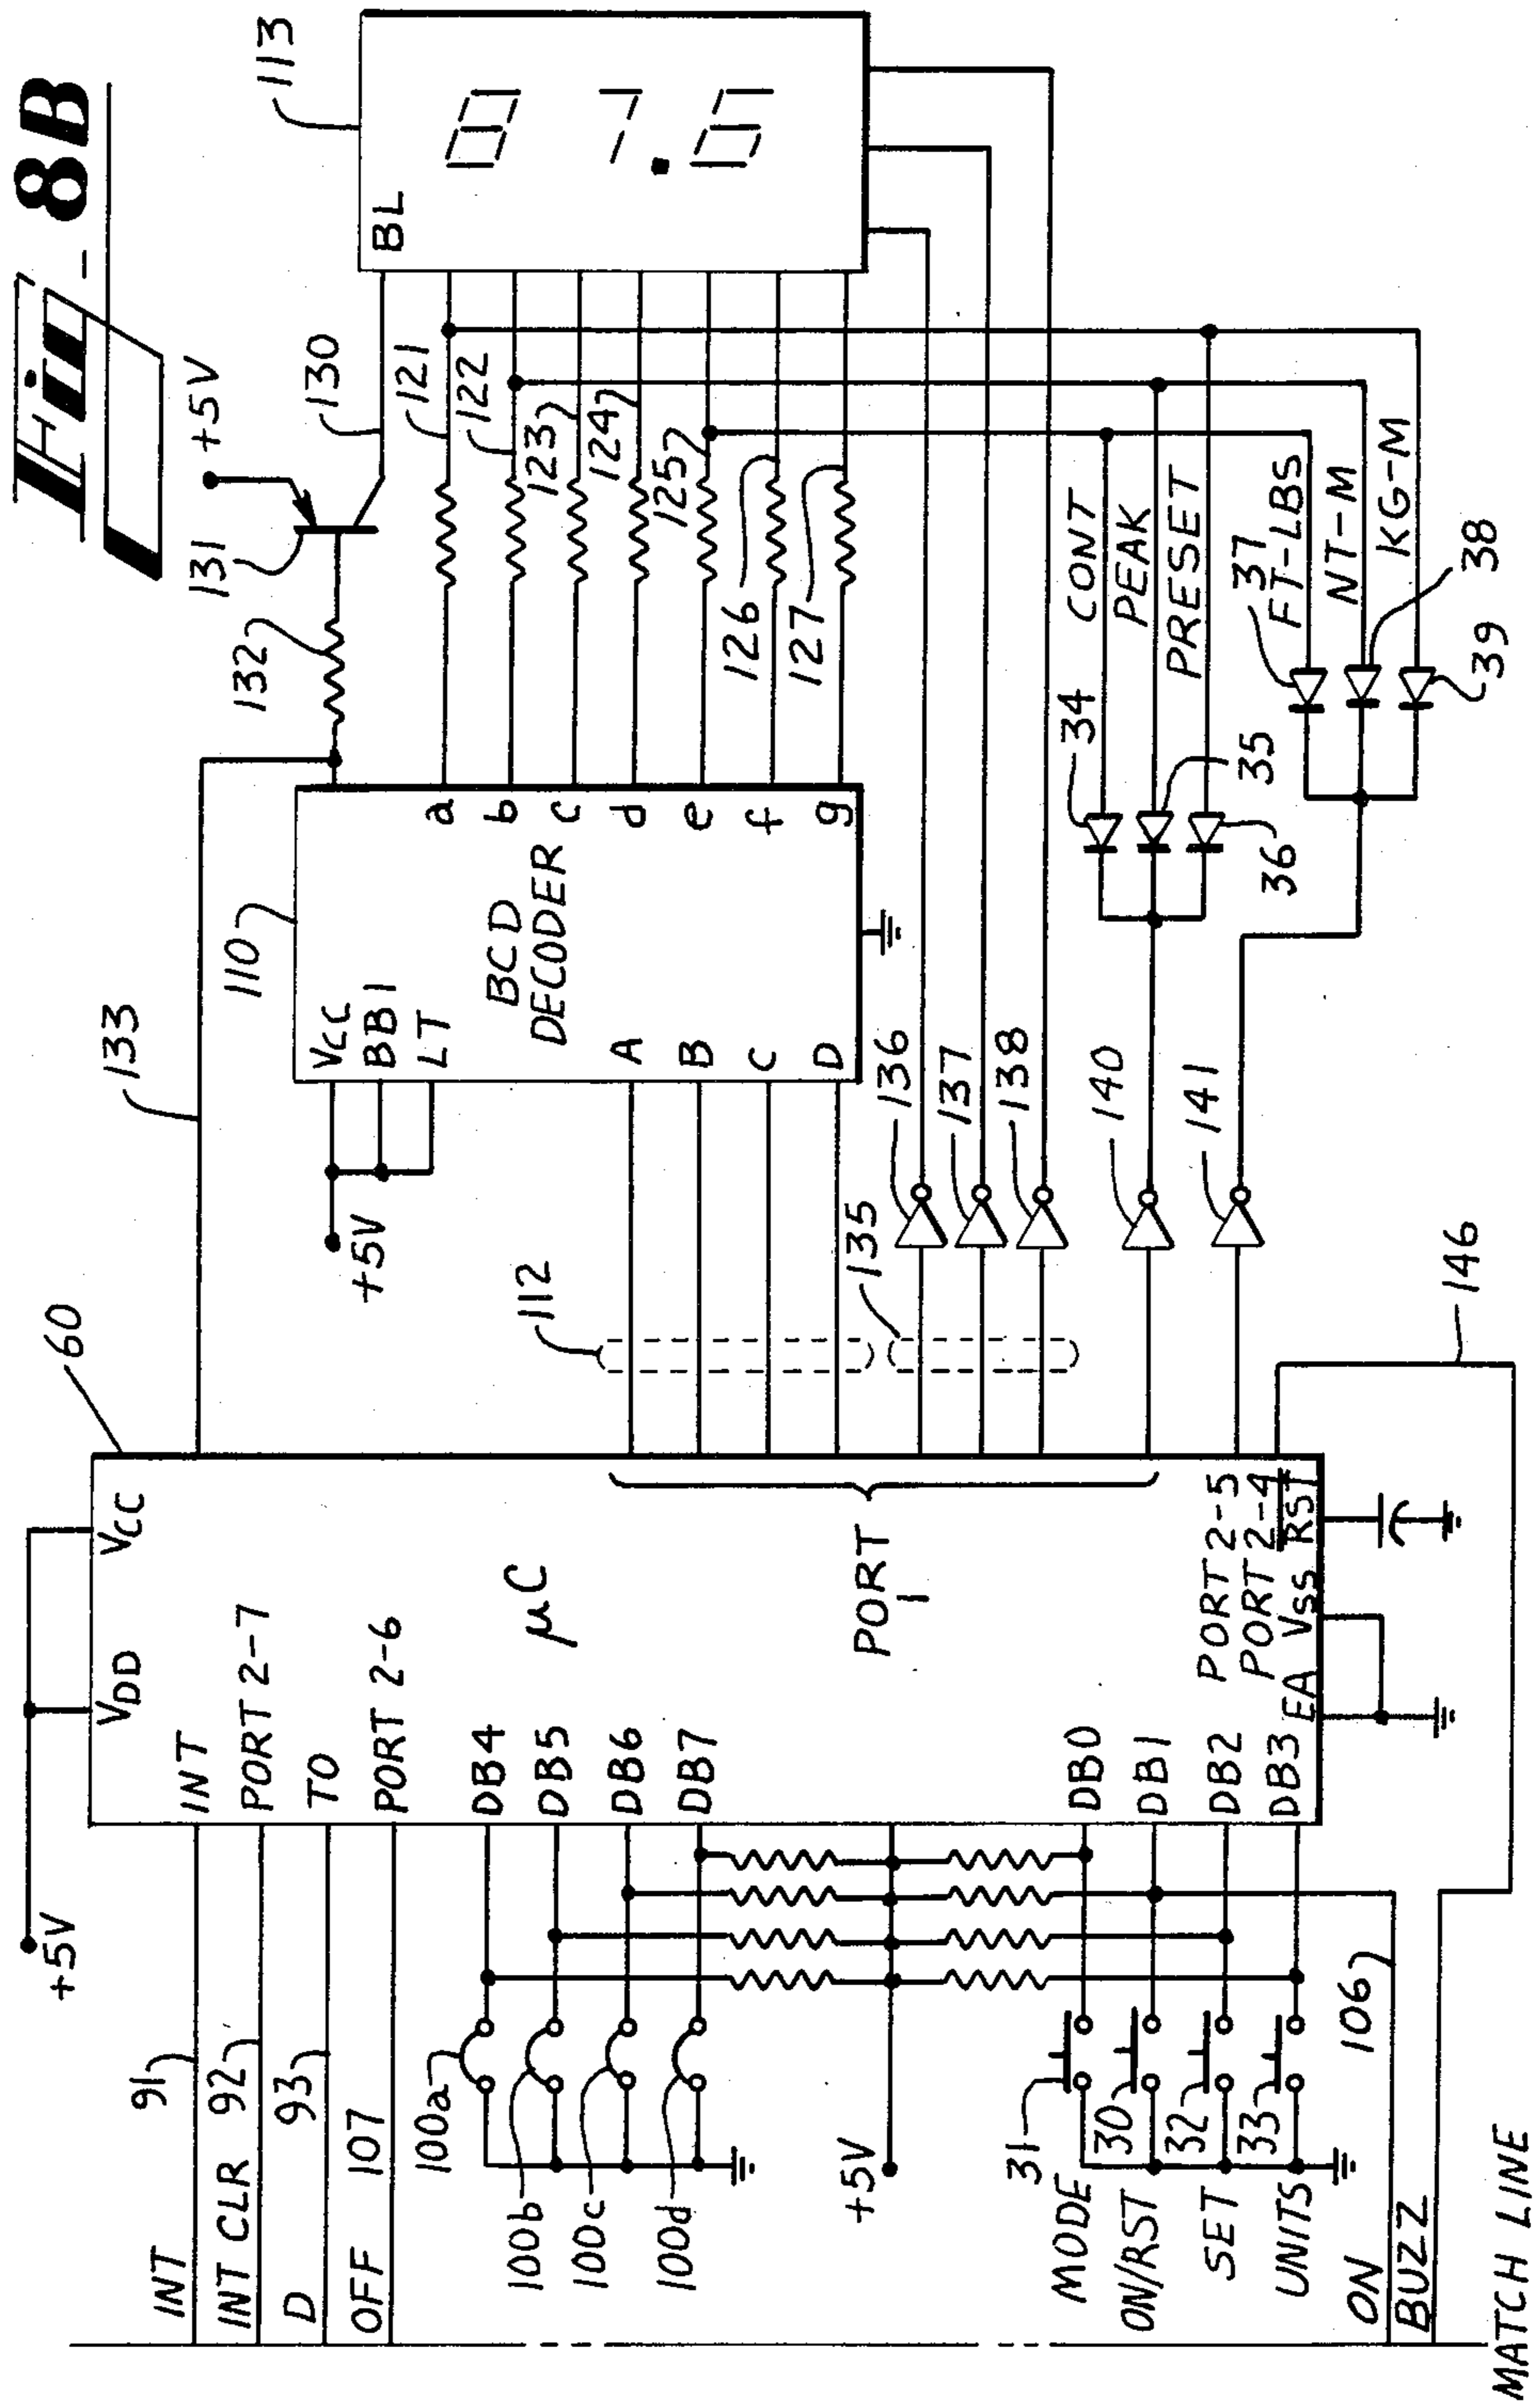 Fig_8B
60
133
+5V
131
130
132
121
122
123
124
125
126
127
113
BL
87.6
110
VCC
BB1
LT
BCD
DECODER
A
B
C
D
a
b
c
d
e
f
g
+5V
112
135
136
137
138
140
141
146
34
35
36
CONT
PEAK
PRESET
37
FT-LBS
NT-M
KG-M
38
39
+5V
VDD
VCC
INT
PORT 2-7
TO
PORT 2-6
DB4
DB5
DB6
DB7
µC
PORT
1
DB0
DB1
DB2
DB3
PORT 2-5
PORT 2-4
EA VSS RST
INT 91
INT CLR 92
D 93
OFF 107
100a
100b
100c
100d
+5V
MODE 31
ON/RST 30
SET 32
UNITS 33
ON 106
BUZZ
MATCH LINE